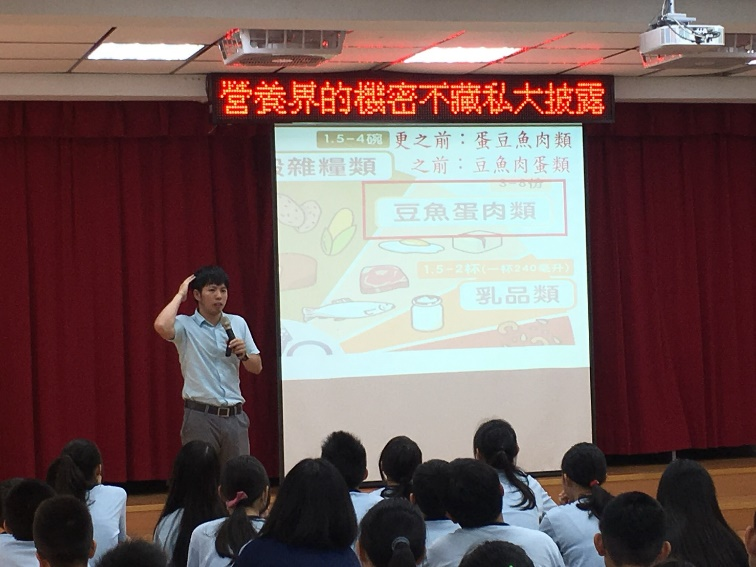 營養界的機密不藏私大披露
1.5-4碗 更之前：蛋豆魚肉類
穀雜糧類 之前：豆魚肉蛋類
3-8份
豆魚蛋肉類
1.5-2杯(一杯240毫升)
乳品類